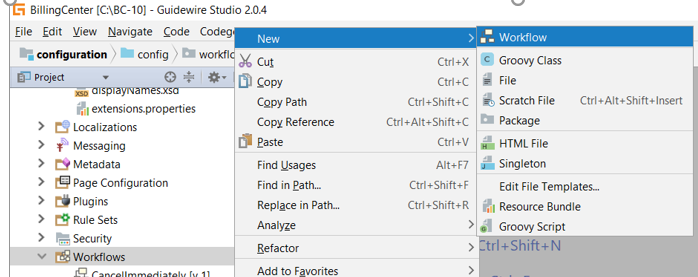 BillingCenter [C:\BC-10] - Guidewire Studio 2.0.4
File Edit View Navigate Code Codeg
configuration config workflo
Project
displayNames.xsd
extensions.properties
Localizations
Messaging
Metadata
Page Configuration
Plugins
Rule Sets
Security
Workflows
CancelImmediately [v 1]
New
Cut Ctrl+X
Copy Ctrl+C
Copy Path Ctrl+Shift+C
Copy Reference Ctrl+Alt+Shift+C
Paste Ctrl+V
Find Usages Alt+F7
Find in Path... Ctrl+Shift+F
Replace in Path... Ctrl+Shift+R
Analyze
Refactor
Add to Favorites
Workflow
Groovy Class
File
Scratch File Ctrl+Alt+Shift+Insert
Package
HTML File
Singleton
Edit File Templates...
Resource Bundle
Groovy Script
Ctrl+Shift+N